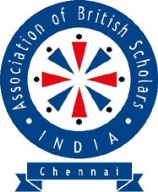 Association of British Scholars
• INDIA •
Chennai